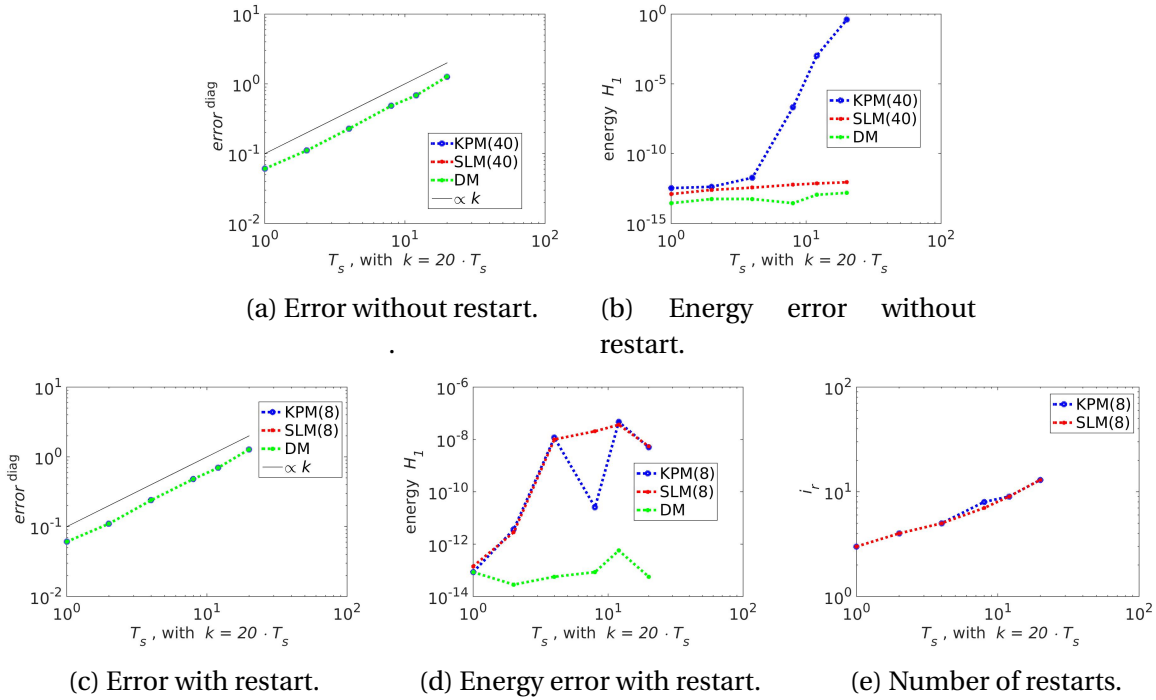 10^1
10^0
10^-1
10^-2
error^diag
KPM(40)
SLM(40)
DM
∝ k
10^0
10^1
10^2
T_s , with k = 20 · T_s
(a) Error without restart.
.
10^0
10^-5
10^-10
10^-15
energy H_1
KPM(40)
SLM(40)
DM
10^0
10^1
10^2
T_s , with k = 20 · T_s
(b) Energy error without
restart.
10^1
10^0
10^-1
10^-2
error^diag
KPM(8)
SLM(8)
DM
∝ k
10^0
10^1
10^2
T_s , with k = 20 · T_s
(c) Error with restart.
10^-6
10^-8
10^-10
10^-12
10^-14
energy H_1
KPM(8)
SLM(8)
DM
10^0
10^1
10^2
T_s , with k = 20 · T_s
(d) Energy error with restart.
10^2
10^1
10^0
i_r
KPM(8)
SLM(8)
10^0
10^1
10^2
T_s , with k = 20 · T_s
(e) Number of restarts.